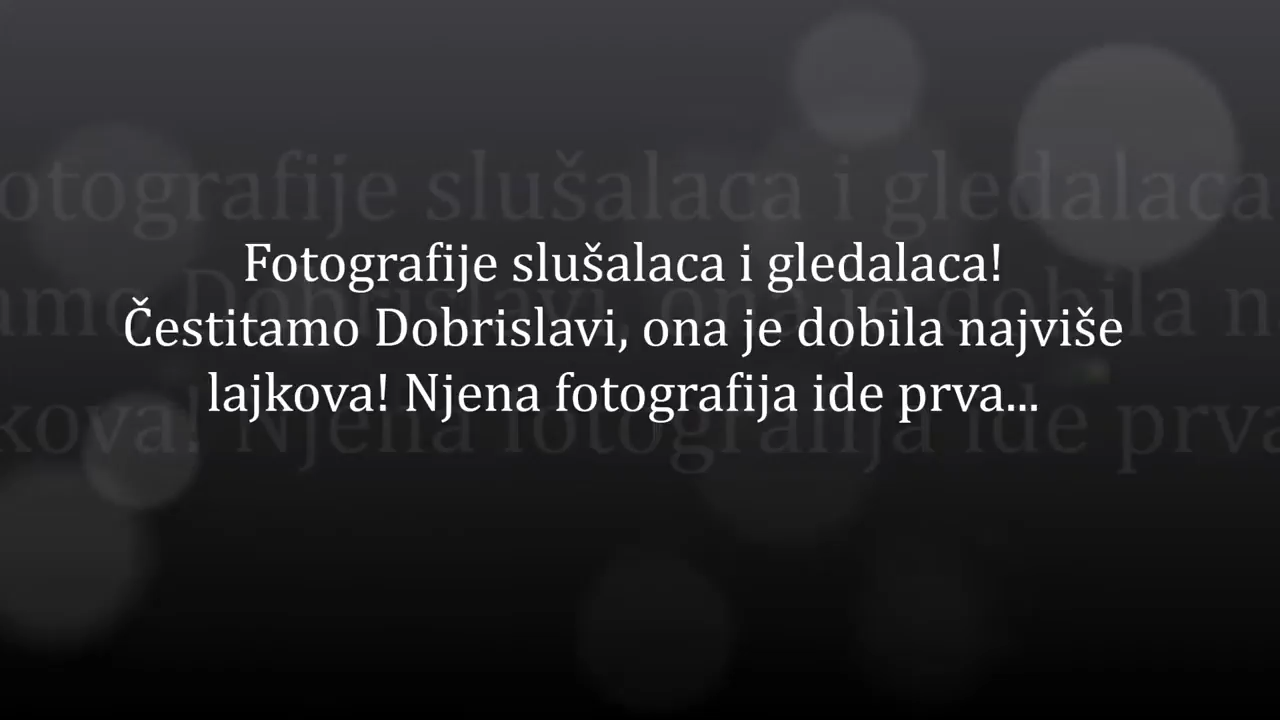 Fotografije slušalaca i gledalaca!
Čestitamo Dobrislavi, ona je dobila najviše
lajkova! Njena fotografija ide prva...